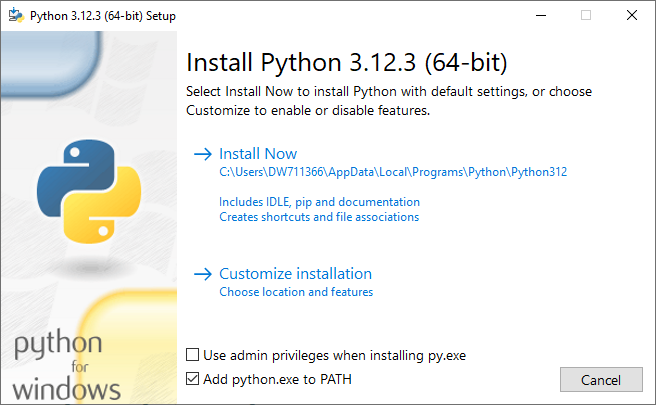 Python 3.12.3 (64-bit) Setup
Install Python 3.12.3 (64-bit)
Select Install Now to install Python with default settings, or choose
Customize to enable or disable features.
Install Now
C:\Users\DW711366\AppData\Local\Programs\Python\Python312
Includes IDLE, pip and documentation
Creates shortcuts and file associations
Customize installation
Choose location and features
Use admin privileges when installing py.exe
Add python.exe to PATH
Cancel
python
for
windows